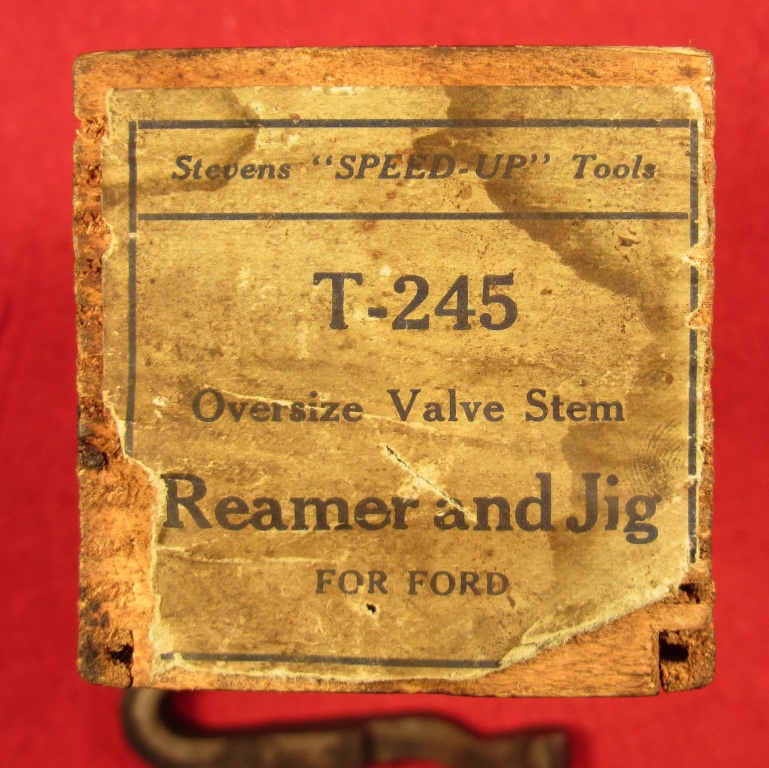 Stevens "SPEED-UP" Tools
T-245
Oversize Valve Stem
Reamer and Jig
FOR FORD